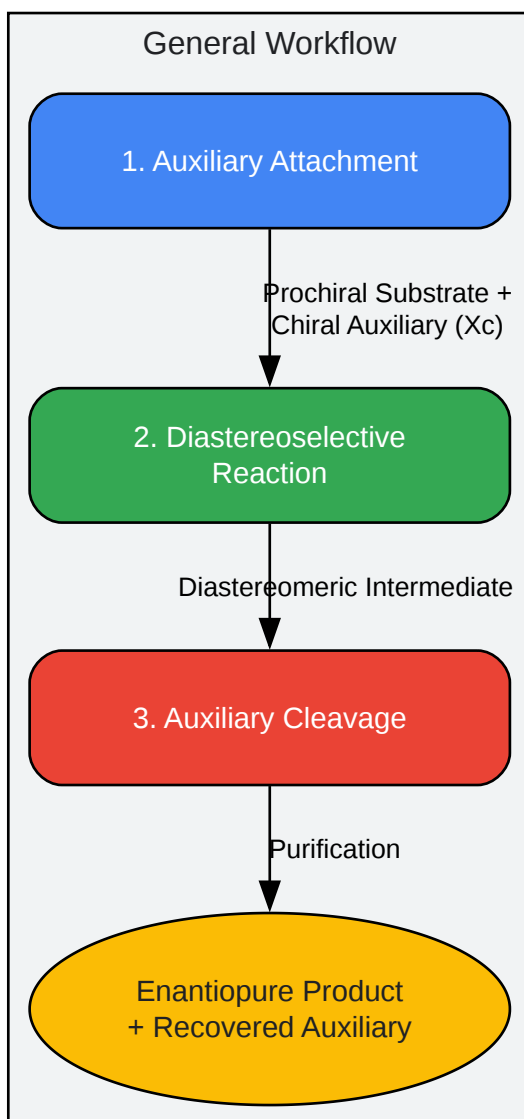 General Workflow
1. Auxiliary Attachment
Prochiral Substrate +
Chiral Auxiliary (Xc)
2. Diastereoselective
Reaction
Diastereomeric Intermediate
3. Auxiliary Cleavage
Purification
Enantiopure Product
+ Recovered Auxiliary